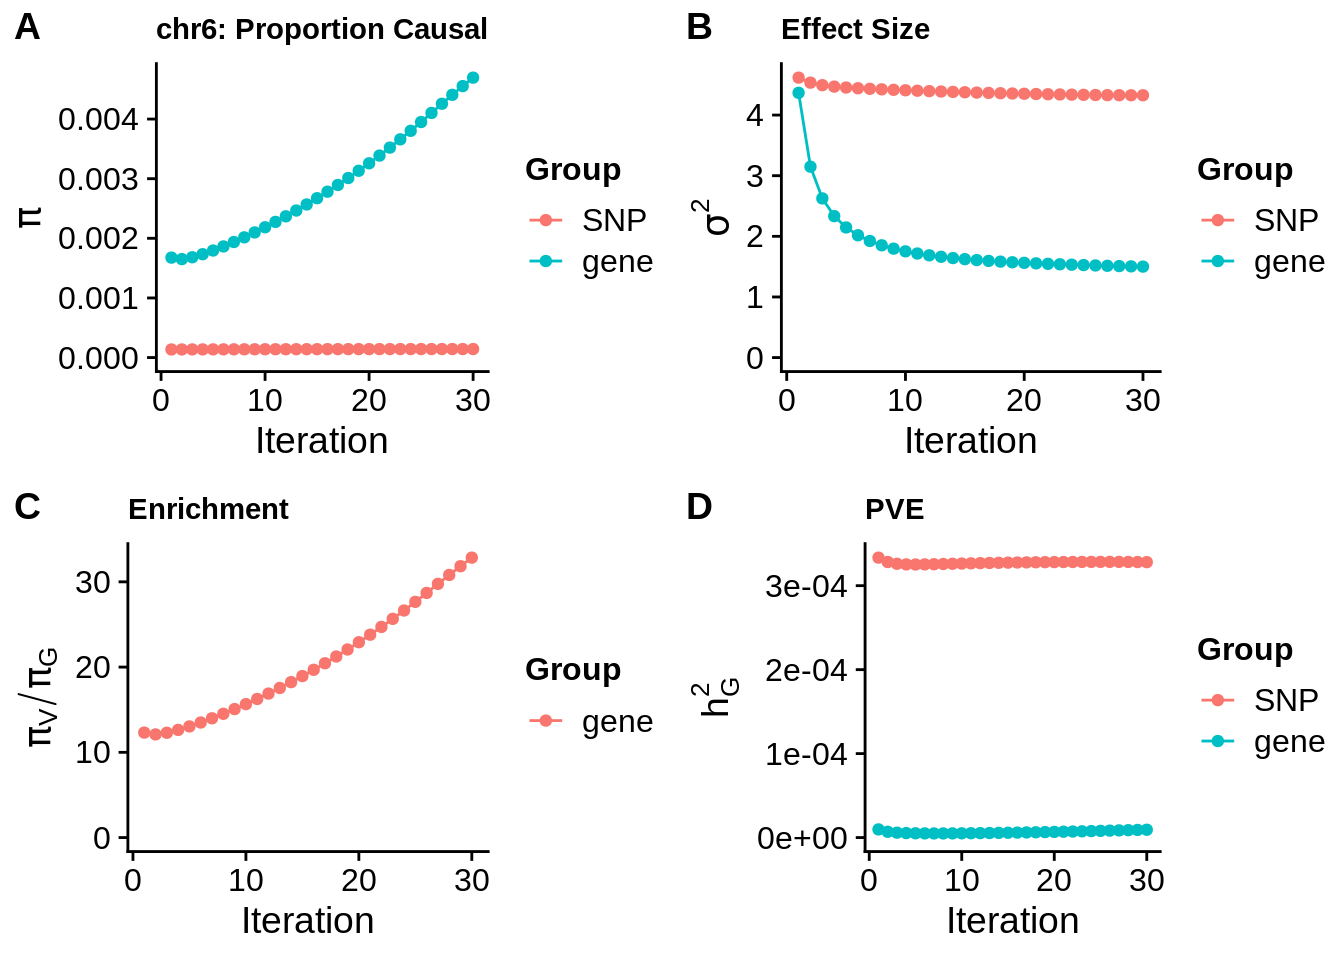 A
chr6: Proportion Causal
0.004
0.003
0.002
0.001
0.000
π
0 10 20 30
Iteration
Group
SNP
gene
B
Effect Size
4
3
2
1
0
σ²
0 10 20 30
Iteration
Group
SNP
gene
C
Enrichment
30
20
10
0
πV/πG
0 10 20 30
Iteration
Group
gene
D
PVE
3e-04
2e-04
1e-04
0e+00
h²G
0 10 20 30
Iteration
Group
SNP
gene